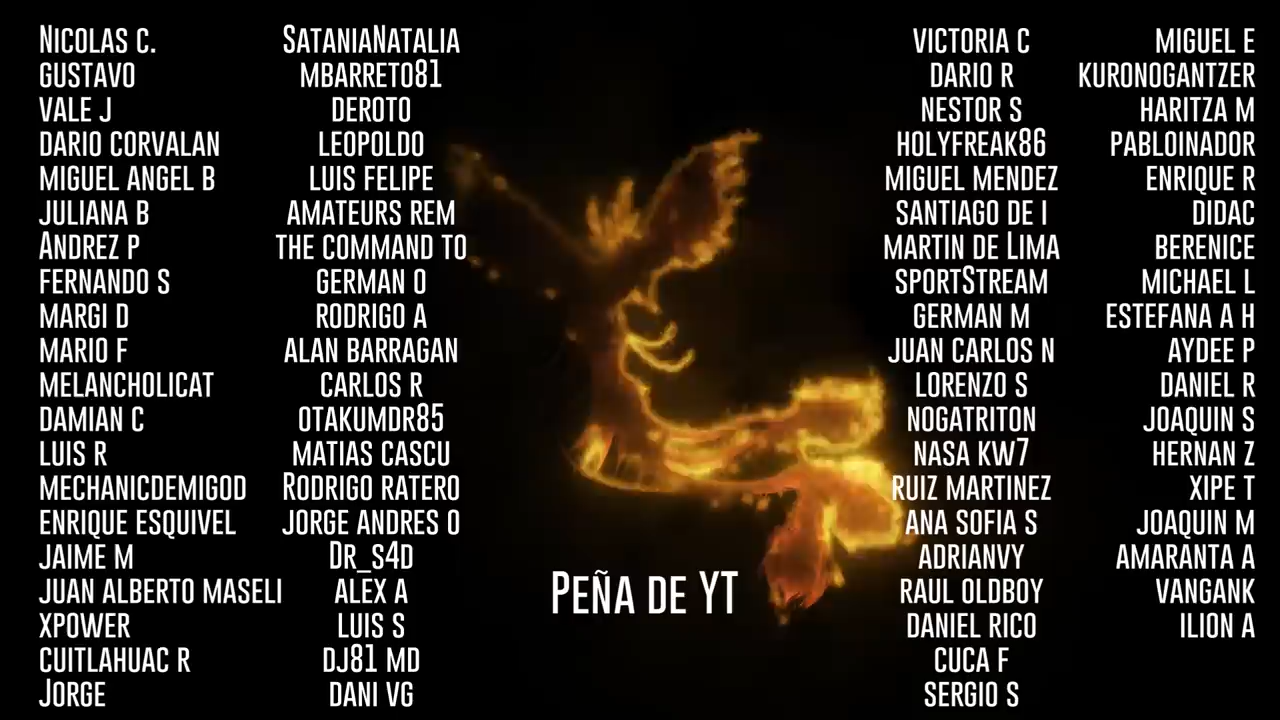 Nicolas c.
GUSTAVO
VALE J
DARIO CORVALAN
MIGUEL ANGEL B
JULIANA B
Andrez p
FERNANDO S
MARGI D
MARIO F
MELANCHOLICAT
DAMIAN C
LUIS R
MECHANICDEMIGOD
ENRIQUE ESQUIVEL
JAIME M
JUAN ALBERTO MASELI
XPOWER
CUITLAHUAC R
Jorge
SataniaNatalia
MBARRETO81
DEROTO
LEOPOLDO
LUIS FELIPE
AMATEURS REM
THE COMMAND TO
GERMAN O
RODRIGO A
ALAN BARRAGAN
CARLOS R
OTAKUMDR85
MATIAS CASCU
Rodrigo ratero
JORGE ANDRES O
Dr_s4d
ALEX A
LUIS S
DJ81 MD
DANI VG
Peña de YT
VICTORIA C
DARIO R
NESTOR S
HOLYFREAK86
MIGUEL MENDEZ
SANTIAGO DE I
martin de Lima
sportStream
GERMAN M
JUAN CARLOS N
LORENZO S
NOGATRITON
NASA KW7
RUIZ MARTINEZ
ANA SOFIA S
ADRIANVY
RAUL OLDBOY
DANIEL RICO
CUCA F
SERGIO S
MIGUEL E
KURONOGANTZER
HARITZA M
PABLOINADOR
ENRIQUE R
DIDAC
BERENICE
MICHAEL L
ESTEFANA A H
AYDEE P
DANIEL R
JOAQUIN S
HERNAN Z
XIPE T
JOAQUIN M
AMARANTA A
VANGANK
ILION A